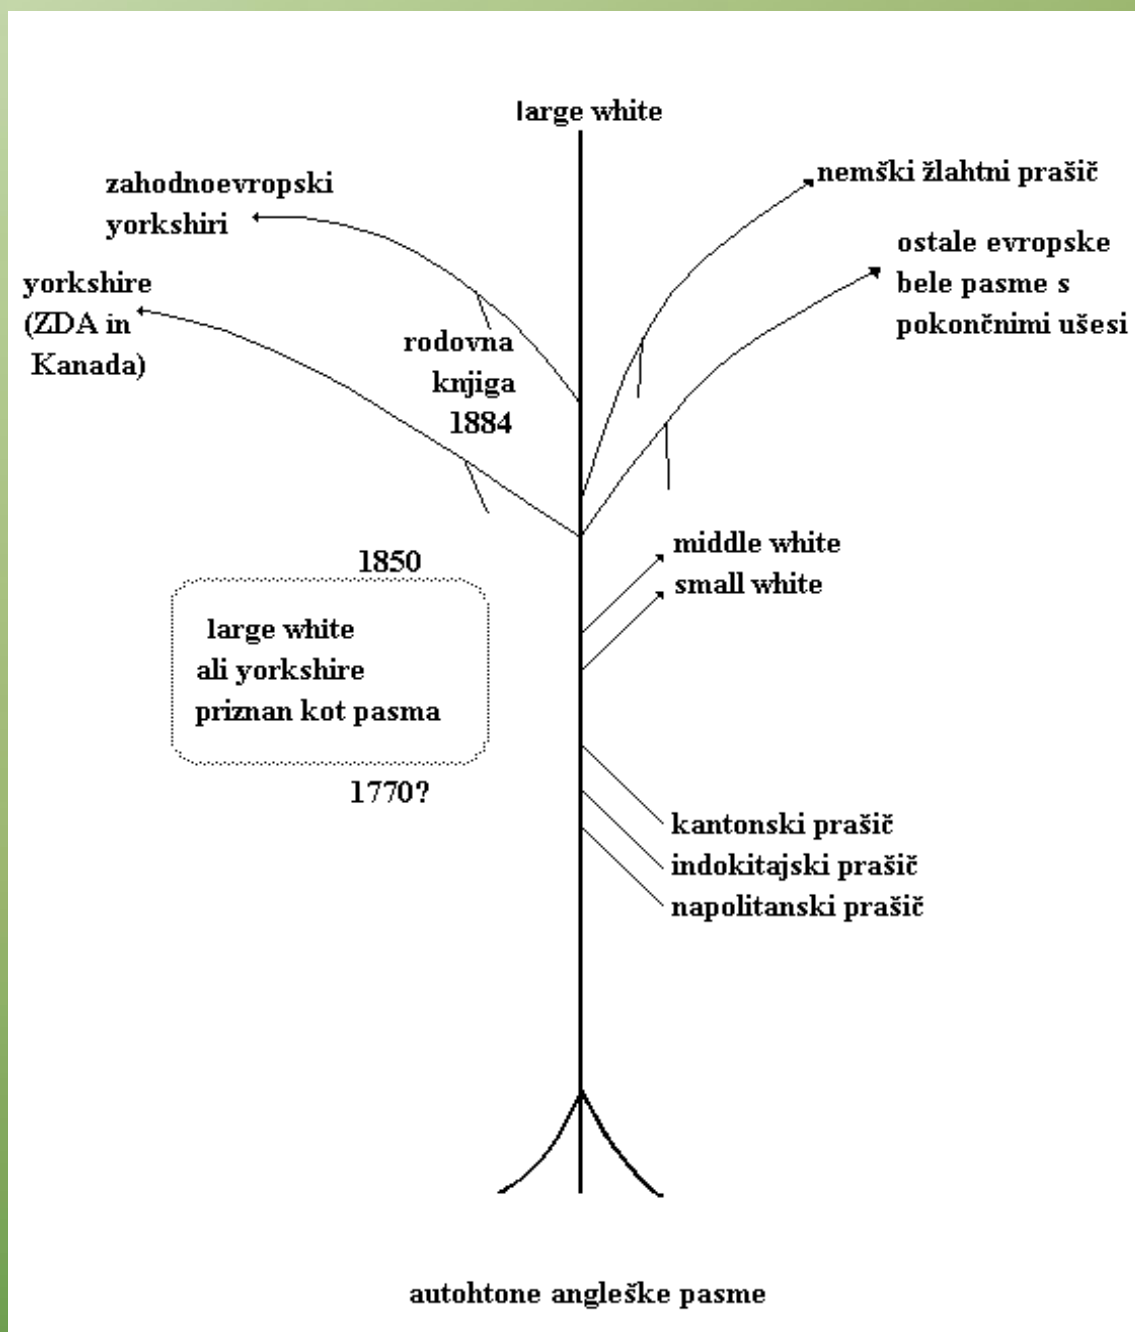 large white
zahodnoevropski
yorkshiri
nemški žlahtni prašič
yorkshire
(ZDA in
Kanada)
ostale evropske
bele pasme s
pokončnimi ušesi
rodovna
knjiga
1884
middle white
small white
1850
large white
ali yorkshire
priznan kot pasma
1770?
kantonski prašič
indokitajski prašič
napolitanski prašič
autohtone angleške pasme